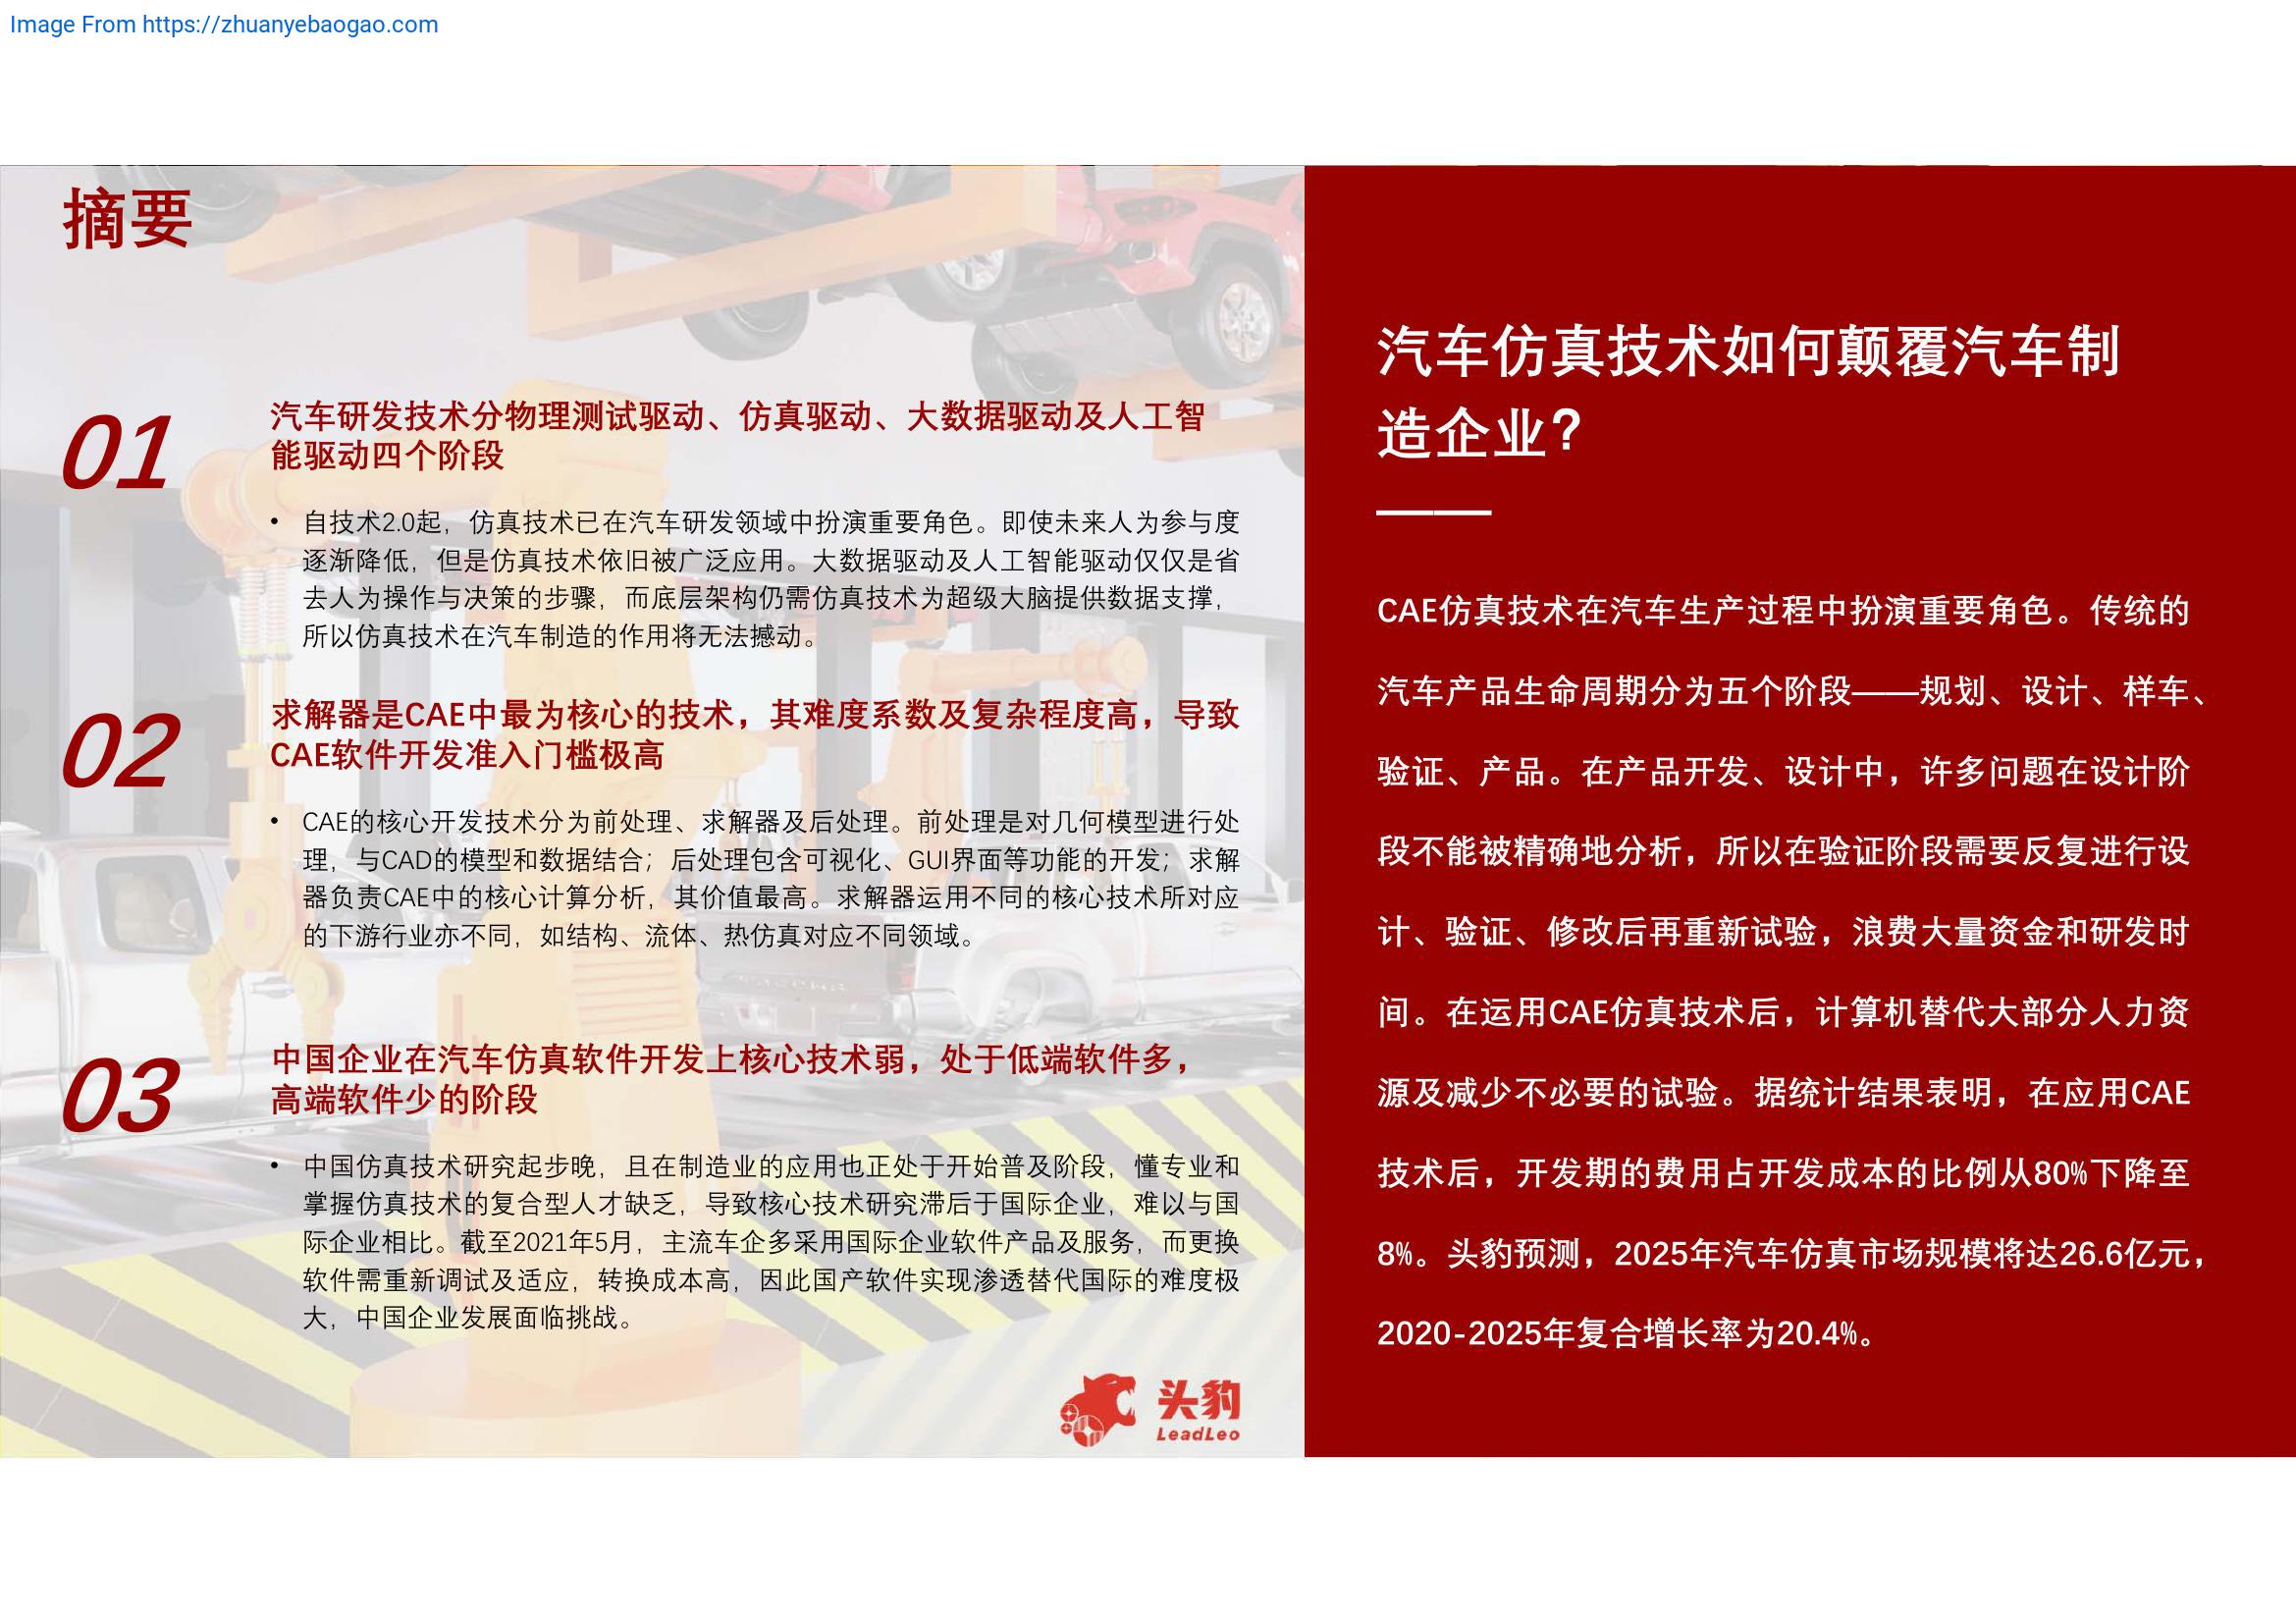 Image From https://zhuanyebaogao.com
摘要
01
汽车研发技术分物理测试驱动、仿真驱动、大数据驱动及人工智
能驱动四个阶段
• 自技术2.0起，仿真技术已在汽车研发领域中扮演重要角色。即使未来人为参与度
逐渐降低，但是仿真技术依旧被广泛应用。大数据驱动及人工智能驱动仅仅是省
去人为操作与决策的步骤，而底层架构仍需仿真技术为超级大脑提供数据支撑，
所以仿真技术在汽车制造的作用将无法撼动。
02
求解器是CAE中最为核心的技术，其难度系数及复杂程度高，导致
CAE软件开发准入门槛极高
• CAE的核心开发技术分为前处理、求解器及后处理。前处理是对几何模型进行处
理，与CAD的模型和数据结合；后处理包含可视化、GUI界面等功能的开发；求解
器负责CAE中的核心计算分析，其价值最高。求解器运用不同的核心技术所对应
的下游行业亦不同，如结构、流体、热仿真对应不同领域。
03
中国企业在汽车仿真软件开发上核心技术弱，处于低端软件多，
高端软件少的阶段
• 中国仿真技术研究起步晚，且在制造业的应用也正处于开始普及阶段，懂专业和
掌握仿真技术的复合型人才缺乏，导致核心技术研究滞后于国际企业，难以与国
际企业相比。截至2021年5月，主流车企多采用国际企业软件产品及服务，而更换
软件需重新调试及适应，转换成本高，因此国产软件实现渗透替代国际的难度极
大，中国企业发展面临挑战。
头豹
LeadLeo
汽车仿真技术如何颠覆汽车制
造企业？
CAE仿真技术在汽车生产过程中扮演重要角色。传统的
汽车产品生命周期分为五个阶段——规划、设计、样车、
验证、产品。在产品开发、设计中，许多问题在设计阶
段不能被精确地分析，所以在验证阶段需要反复进行设
计、验证、修改后再重新试验，浪费大量资金和研发时
间。在运用CAE仿真技术后，计算机替代大部分人力资
源及减少不必要的试验。据统计结果表明，在应用CAE
技术后，开发期的费用占开发成本的比例从80%下降至
8%。头豹预测，2025年汽车仿真市场规模将达26.6亿元，
2020-2025年复合增长率为20.4%。